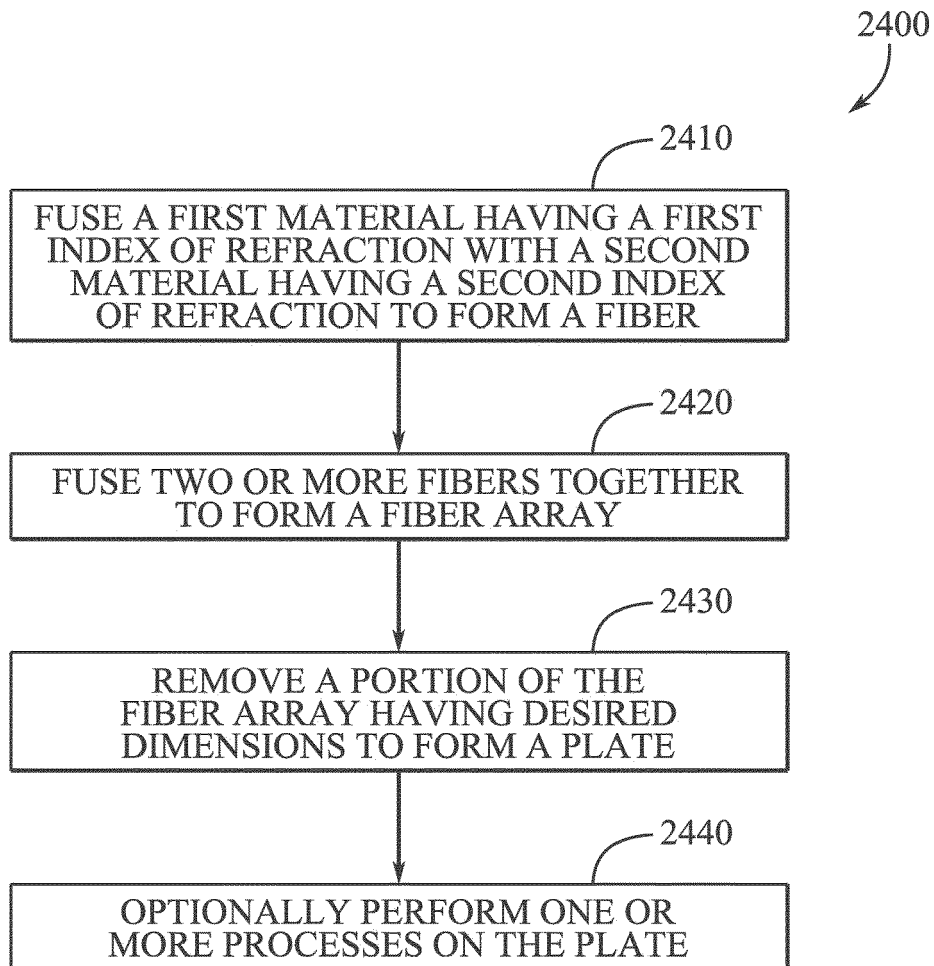 2400
2410
FUSE A FIRST MATERIAL HAVING A FIRST
INDEX OF REFRACTION WITH A SECOND
MATERIAL HAVING A SECOND INDEX
OF REFRACTION TO FORM A FIBER
2420
FUSE TWO OR MORE FIBERS TOGETHER
TO FORM A FIBER ARRAY
2430
REMOVE A PORTION OF THE
FIBER ARRAY HAVING DESIRED
DIMENSIONS TO FORM A PLATE
2440
OPTIONALLY PERFORM ONE OR
MORE PROCESSES ON THE PLATE